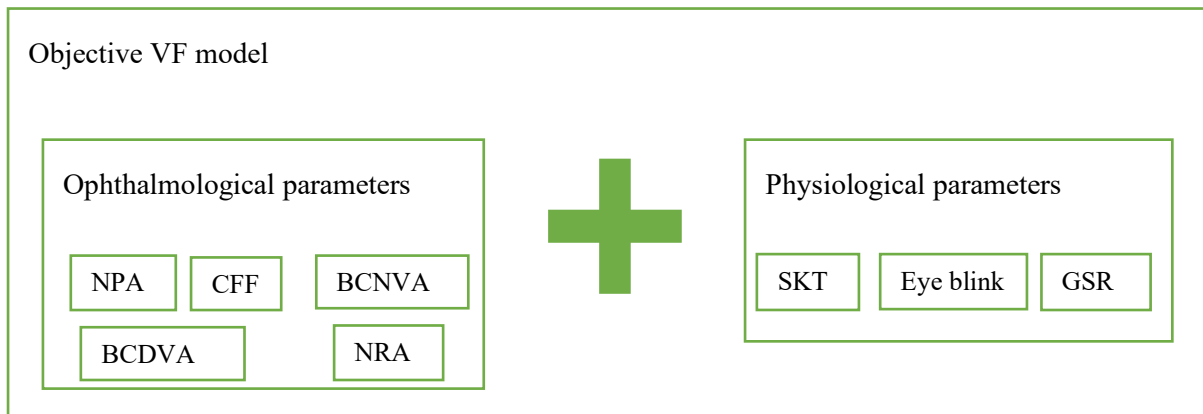 Objective VF model
Ophthalmological parameters
NPA
CFF
BCNVA
BCDVA
NRA
Physiological parameters
SKT
Eye blink
GSR